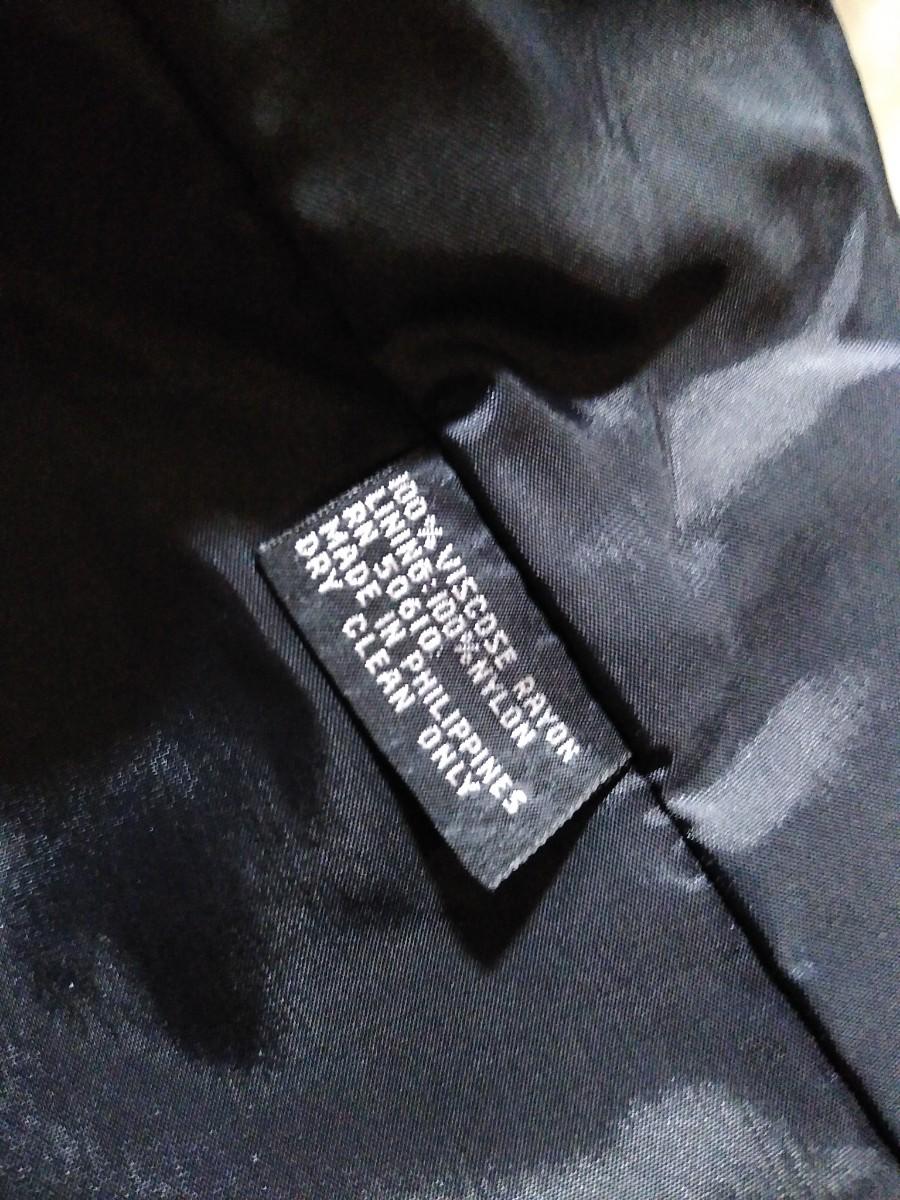 100% VISCOSE RAYON
LINING: 100% NYLON
RN 50610
MADE IN PHILIPPINES
DRY CLEAN ONLY